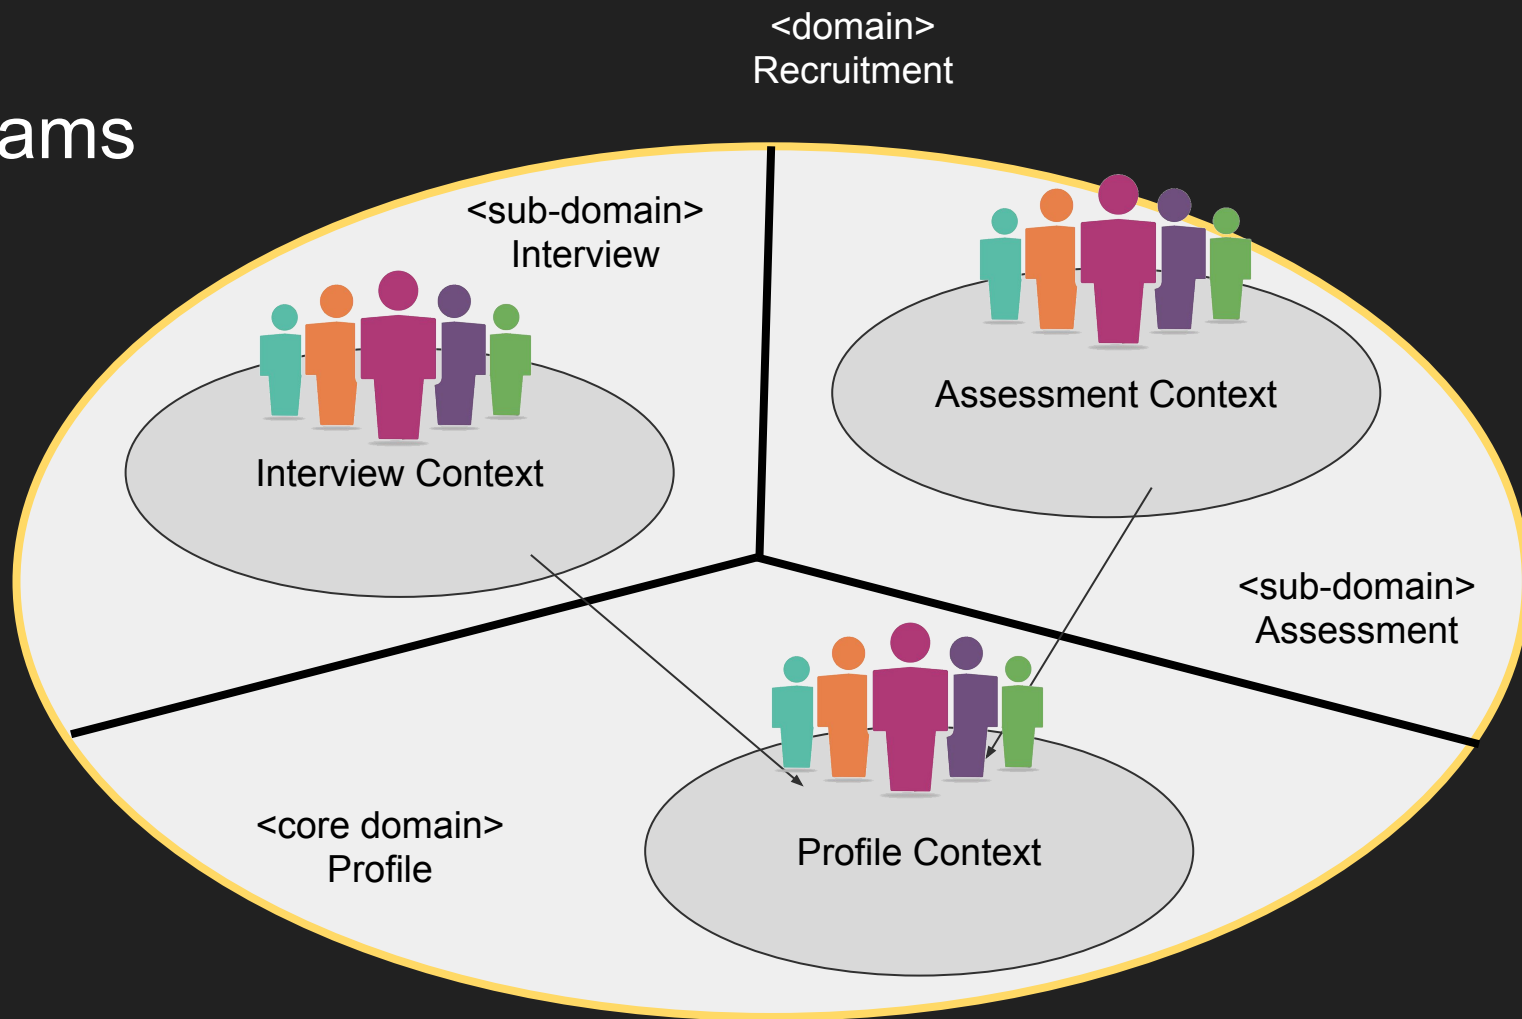 <domain>
Recruitment
ams
<sub-domain>
Interview
Interview Context
Assessment Context
<sub-domain>
Assessment
<core domain>
Profile
Profile Context